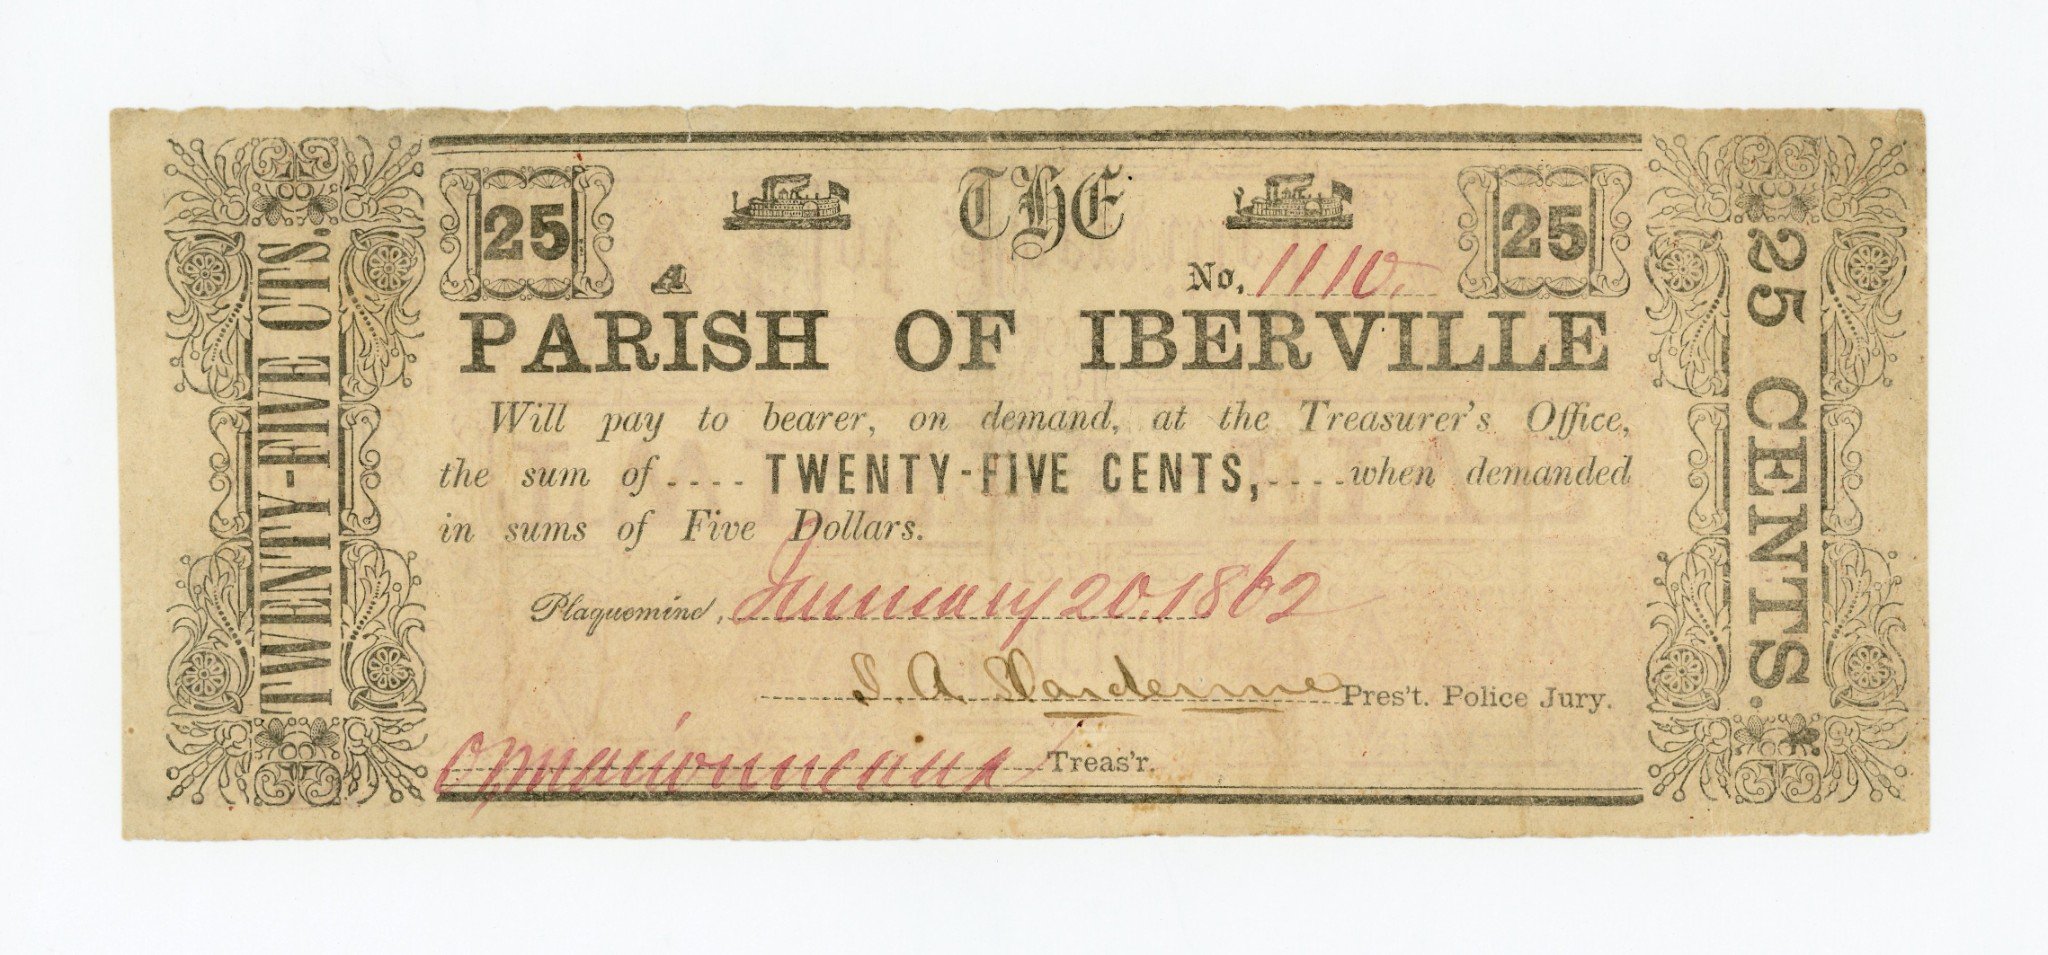 THE
25
25
A
No. 1110.
PARISH OF IBERVILLE
Will pay to bearer, on demand, at the Treasurer's Office,
the sum of .... TWENTY-FIVE CENTS, .... when demanded
in sums of Five Dollars.
Plaquemine, January 20. 1862
Pres't. Police Jury.
Treas'r.
TWENTY-FIVE CTS.
25 CENTS.